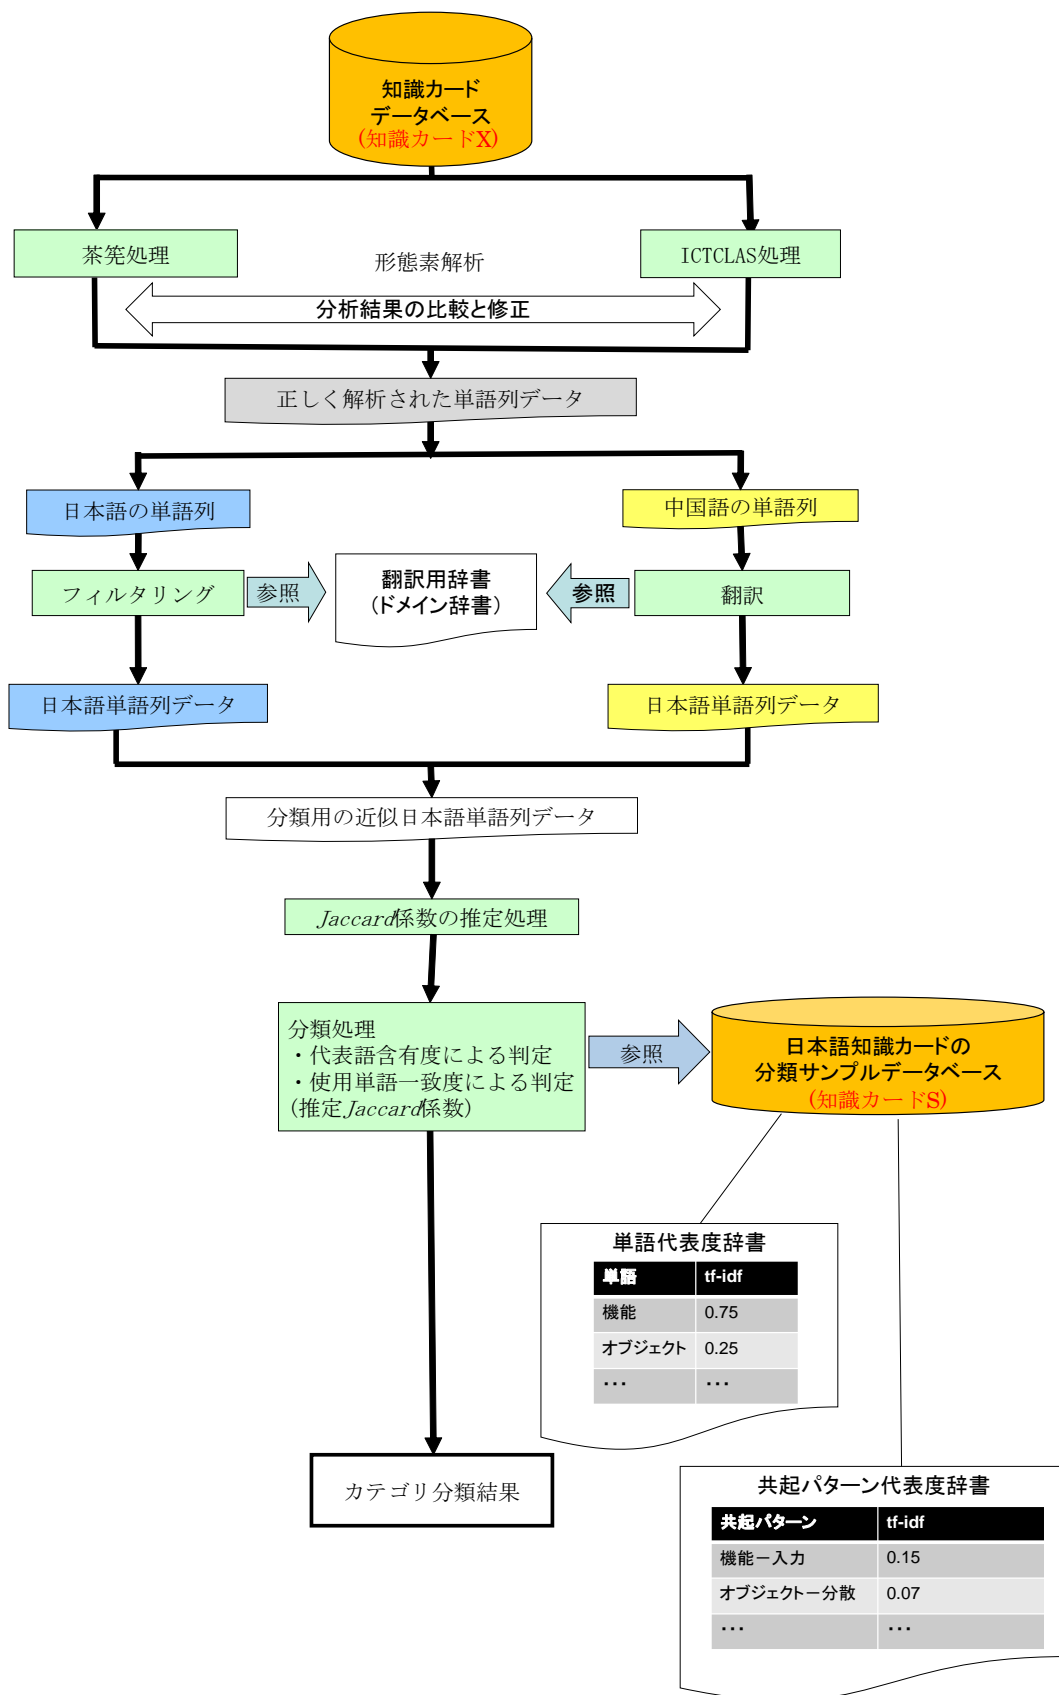 知識カード
データベース
(知識カードX)
茶筅処理
形態素解析
ICTCLAS処理
分析結果の比較と修正
正しく解析された単語列データ
日本語の単語列
中国語の単語列
フィルタリング
参照
翻訳用辞書
(ドメイン辞書)
参照
翻訳
日本語単語列データ
日本語単語列データ
分類用の近似日本語単語列データ
Jaccard係数の推定処理
分類処理
・代表語含有度による判定
・使用単語一致度による判定
(推定Jaccard係数)
参照
日本語知識カードの
分類サンプルデータベース
(知識カードS)
単語代表度辞書
単語 tf-idf
機能 0.75
オブジェクト 0.25
… …
カテゴリ分類結果
共起パターン代表度辞書
共起パターン tf-idf
機能－入力 0.15
オブジェクト－分散 0.07
… …